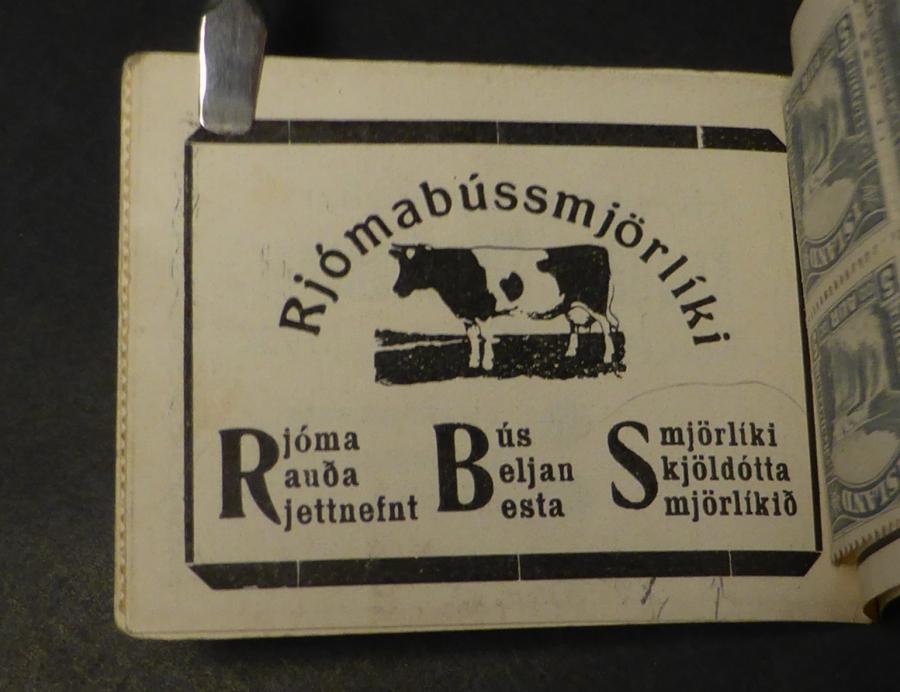 Rjómabússmjörlíki
Rjóma Bús Smjörlíki
Rauða Beljan Skjöldótta
Rjettnefnt Besta Smjörlíkið